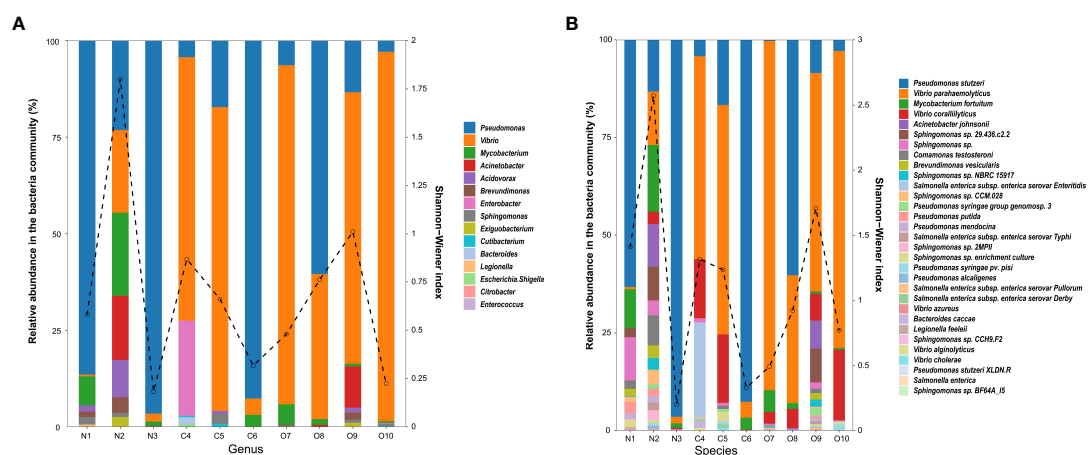 A
Relative abundance in the bacteria community (%)
100
75
50
25
0
2
1.75
1.5
1.25
1
0.75
0.5
0.25
0
Shannon−Wiener index
N1 N2 N3 C4 C5 C6 O7 O8 O9 O10
Genus
Pseudomonas
Vibrio
Mycobacterium
Acinetobacter
Acidovorax
Brevundimonas
Enterobacter
Sphingomonas
Exiguobacterium
Cutibacterium
Bacteroides
Legionella
Escherichia.Shigella
Citrobacter
Enterococcus
B
Relative abundance in the bacteria community (%)
100
75
50
25
0
3
2.5
2
1.5
1
0.5
0
Shannon−Wiener index
N1 N2 N3 C4 C5 C6 O7 O8 O9 O10
Species
Pseudomonas stutzeri
Vibrio parahaemolyticus
Mycobacterium fortuitum
Vibrio coralliilyticus
Acinetobacter johnsonii
Sphingomonas sp. 29.436.c2.2
Sphingomonas sp.
Comamonas testosteroni
Brevundimonas vesicularis
Sphingomonas sp. NBRC 15917
Salmonella enterica subsp. enterica serovar Enteritidis
Sphingomonas sp. CCM.028
Pseudomonas syringae group genomosp. 3
Pseudomonas putida
Pseudomonas mendocina
Salmonella enterica subsp. enterica serovar Typhi
Sphingomonas sp. 2MPII
Sphingomonas sp. enrichment culture
Pseudomonas syringae pv. pisi
Pseudomonas alcaligenes
Salmonella enterica subsp. enterica serovar Pullorum
Salmonella enterica subsp. enterica serovar Derby
Vibrio azureus
Bacteroides caccae
Legionella feeleii
Sphingomonas sp. CCH9.F2
Vibrio alginolyticus
Vibrio cholerae
Pseudomonas stutzeri XLDN.R
Salmonella enterica
Sphingomonas sp. BF64A_I5